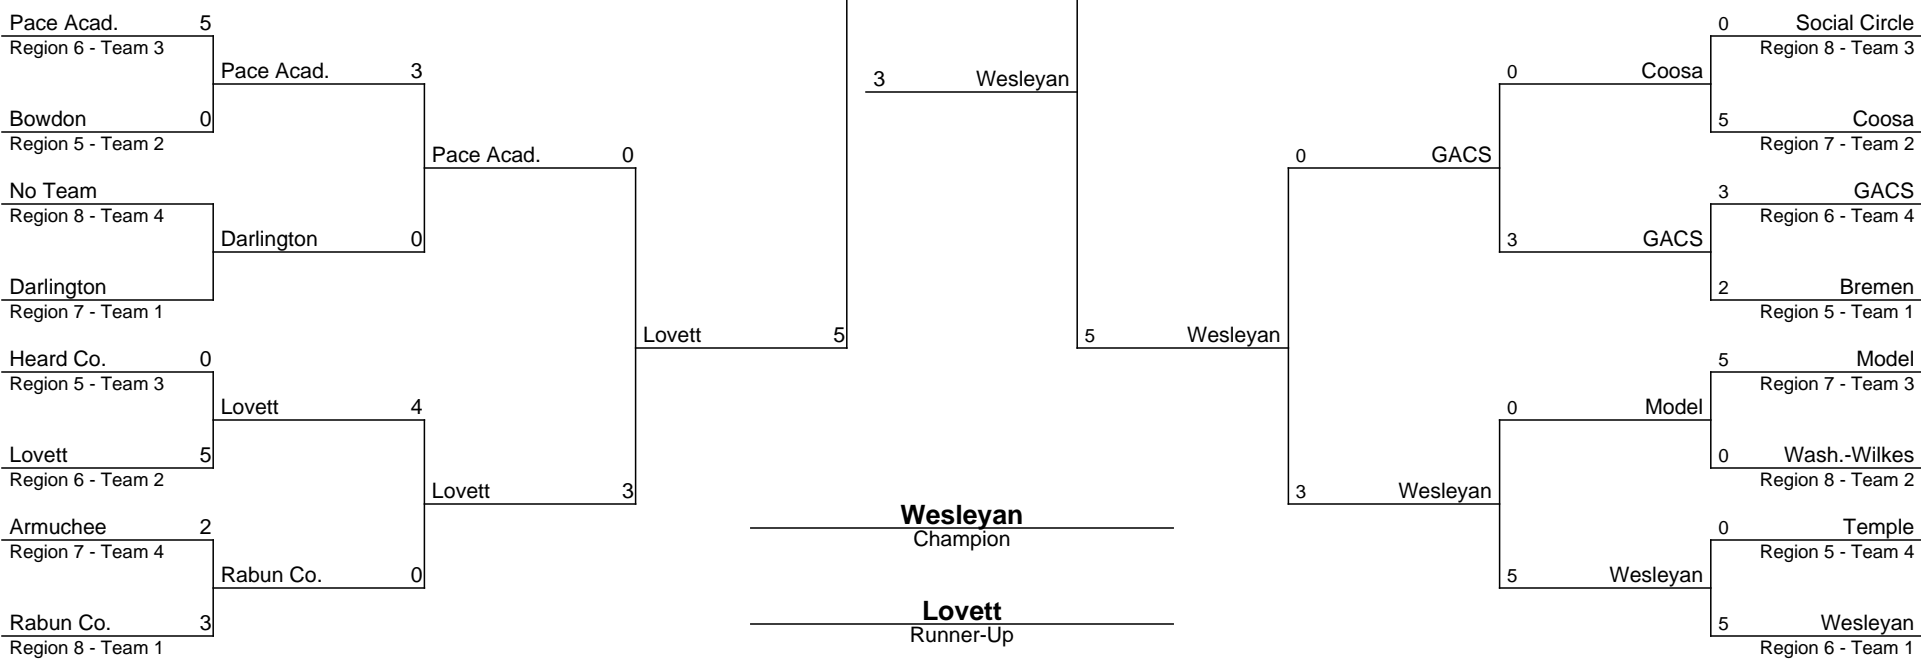 Pace Acad. 5
Region 6 - Team 3
Pace Acad. 3
Bowdon 0
Region 5 - Team 2
Pace Acad. 0
No Team
Region 8 - Team 4
Darlington 0
Darlington
Region 7 - Team 1
Lovett 5
Heard Co. 0
Region 5 - Team 3
Lovett 4
Lovett 5
Region 6 - Team 2
Lovett 3
Armuchee 2
Region 7 - Team 4
Rabun Co. 0
Rabun Co. 3
Region 8 - Team 1
3 Wesleyan
Wesleyan
Champion
Lovett
Runner-Up
0 Social Circle
Region 8 - Team 3
0 Coosa
5 Coosa
Region 7 - Team 2
0 GACS
3 GACS
Region 6 - Team 4
3 GACS
2 Bremen
Region 5 - Team 1
5 Wesleyan
5 Model
Region 7 - Team 3
0 Model
0 Wash.-Wilkes
Region 8 - Team 2
3 Wesleyan
0 Temple
Region 5 - Team 4
5 Wesleyan
5 Wesleyan
Region 6 - Team 1